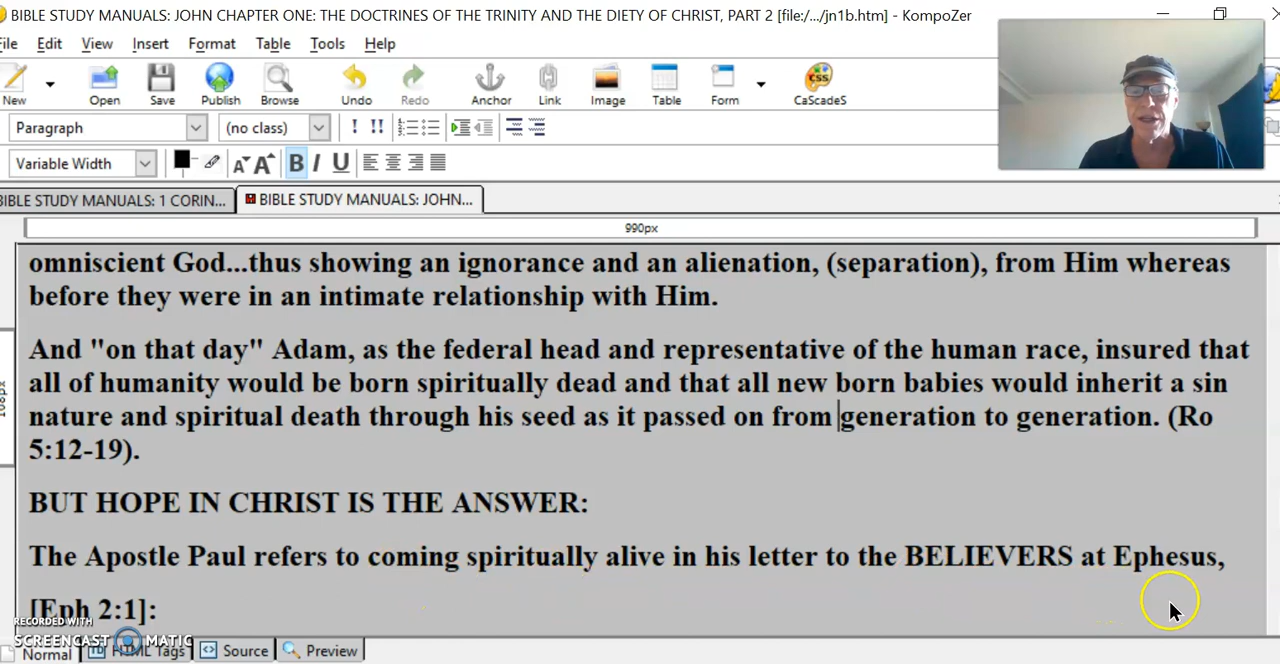 BIBLE STUDY MANUALS: JOHN CHAPTER ONE: THE DOCTRINES OF THE TRINITY AND THE DIETY OF CHRIST, PART 2 [file:/.../jn1b.htm] - KompoZer
File Edit View Insert Format Table Tools Help
New Open Save Publish Browse Undo Redo Anchor Link Image Table Form CaScadeS
Paragraph (no class) ! !!
Variable Width A A B I U
BIBLE STUDY MANUALS: 1 CORIN... BIBLE STUDY MANUALS: JOHN...
990px
omniscient God...thus showing an ignorance and an alienation, (separation), from Him whereas
before they were in an intimate relationship with Him.
And "on that day" Adam, as the federal head and representative of the human race, insured that
all of humanity would be born spiritually dead and that all new born babies would inherit a sin
nature and spiritual death through his seed as it passed on from generation to generation. (Ro
5:12-19).
BUT HOPE IN CHRIST IS THE ANSWER:
The Apostle Paul refers to coming spiritually alive in his letter to the BELIEVERS at Ephesus,
[Eph 2:1]:
RECORDED WITH
SCREENCAST MATIC
Normal HTML Tags Source Preview